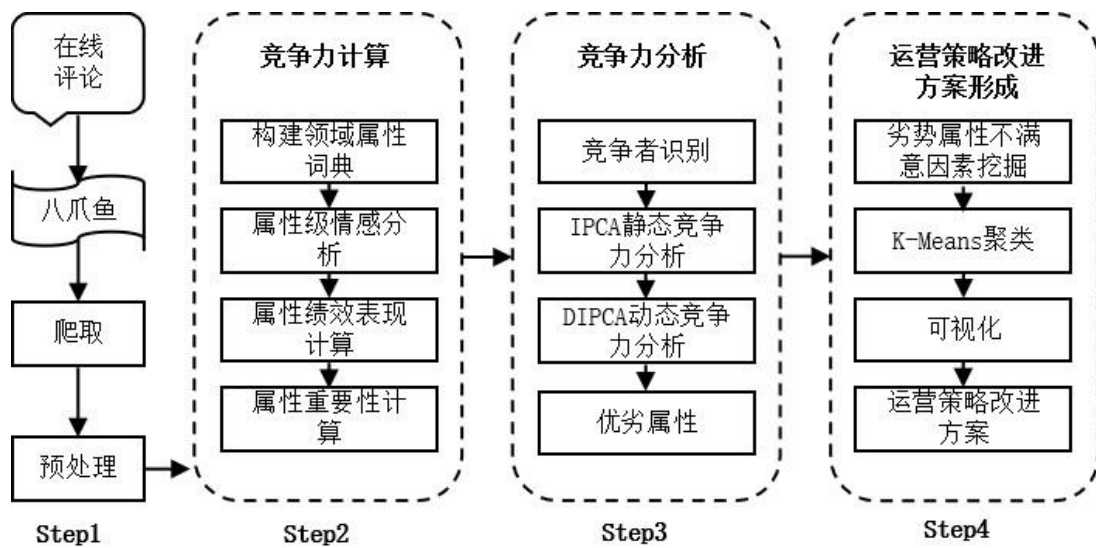 在线
评论
八爪鱼
爬取
预处理
Step1
竞争力计算
构建领域属性
词典
属性级情感分
析
属性绩效表现
计算
属性重要性计
算
Step2
竞争力分析
竞争者识别
IPCA静态竞争
力分析
DIPCA动态竞争
力分析
优劣属性
Step3
运营策略改进
方案形成
劣势属性不满
意因素挖掘
K-Means聚类
可视化
运营策略改进
方案
Step4